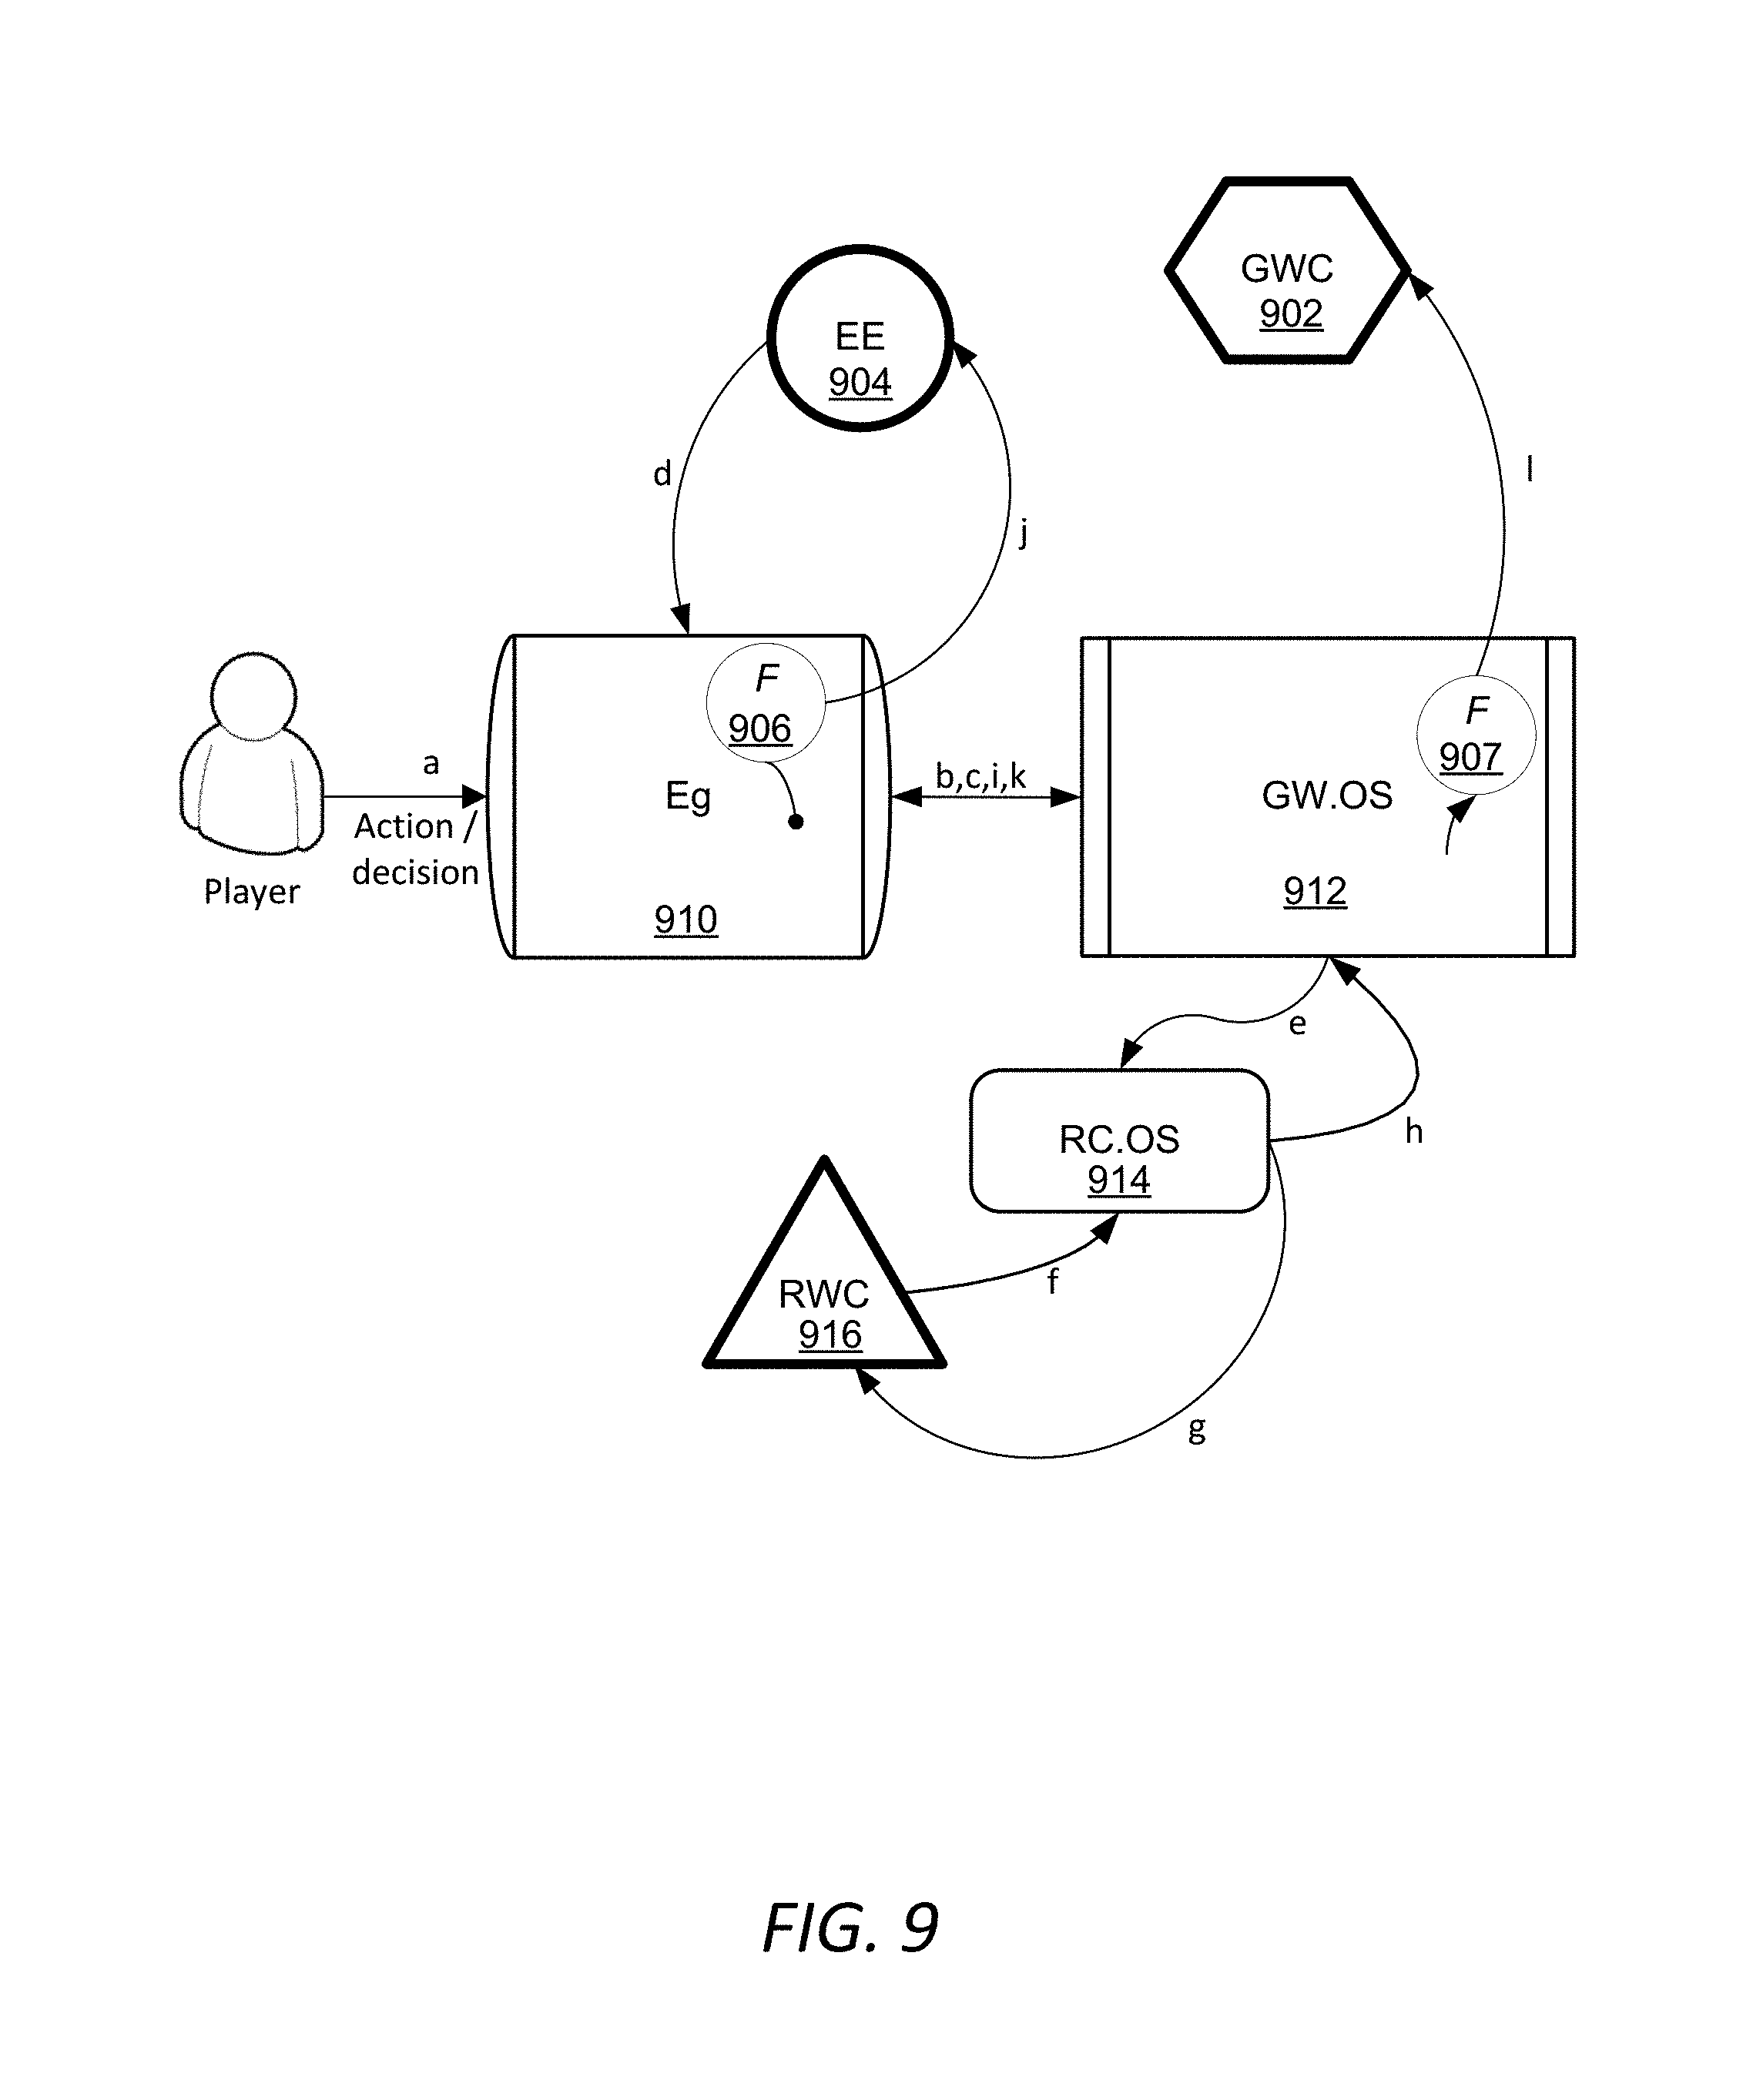 GWC
902
EE
904
d
l
j
F
906
F
907
a
Action /
decision
Player
Eg
910
b,c,i,k
GW.OS
912
e
h
RC.OS
914
f
RWC
916
g
FIG. 9